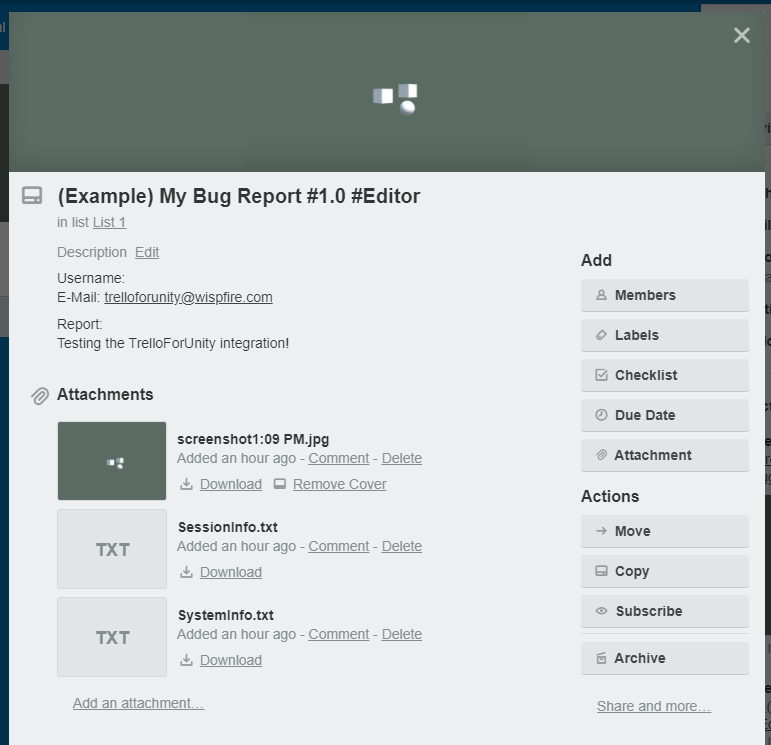 (Example) My Bug Report #1.0 #Editor
in list List 1
Description Edit
Username:
E-Mail: trelloforunity@wispfire.com
Report:
Testing the TrelloForUnity integration!
Attachments
screenshot1:09 PM.jpg
Added an hour ago - Comment - Delete
Download Remove Cover
TXT
SessionInfo.txt
Added an hour ago - Comment - Delete
Download
TXT
SystemInfo.txt
Added an hour ago - Comment - Delete
Download
Add an attachment…
Add
Members
Labels
Checklist
Due Date
Attachment
Actions
Move
Copy
Subscribe
Archive
Share and more…